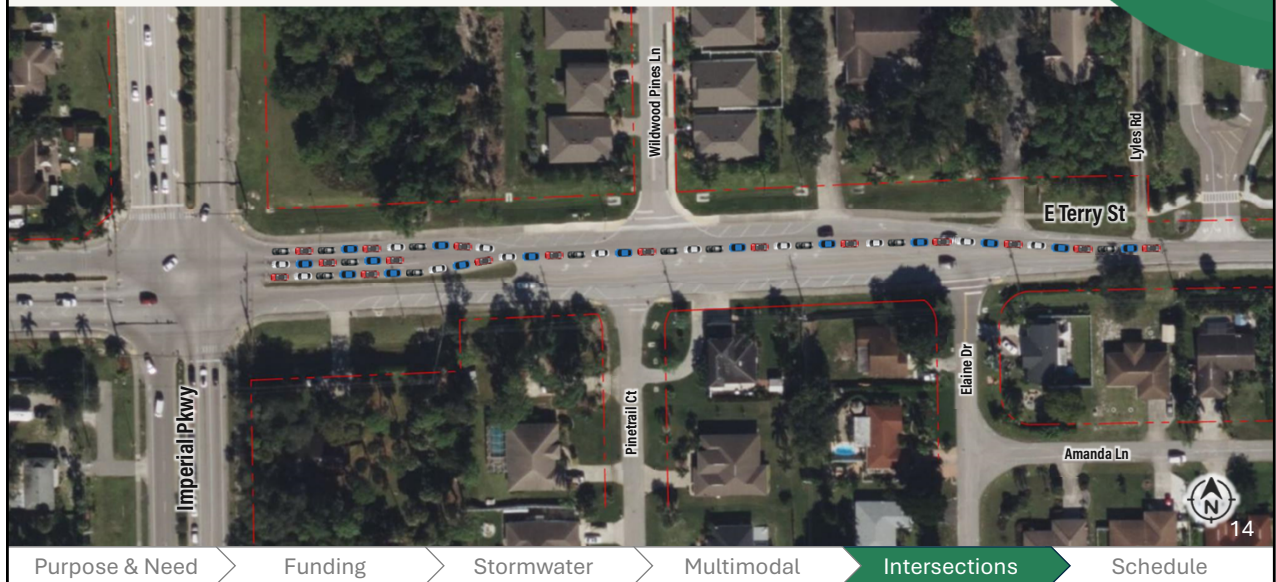 Wildwood Pines Ln
Lyles Rd
E Terry St
Imperial Pkwy
Pinetrail Ct
Elaine Dr
Amanda Ln
N
14
Purpose & Need
Funding
Stormwater
Multimodal
Intersections
Schedule